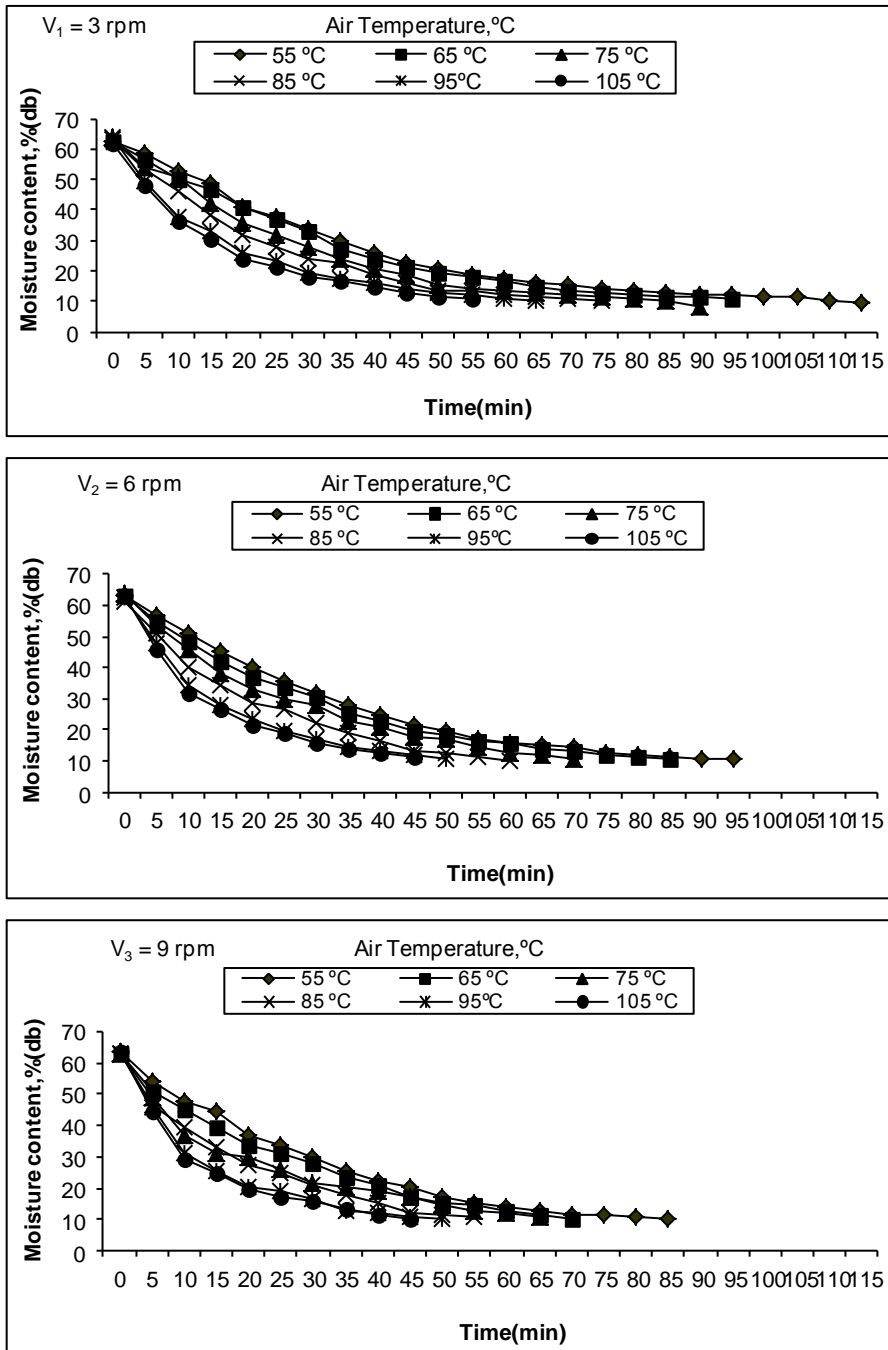 V1 = 3 rpm Air Temperature,ºC
55 ºC 65 ºC 75 ºC
85 ºC 95ºC 105 ºC
Moisture content,%(db)
70
60
50
40
30
20
10
0
0 5 10 15 20 25 30 35 40 45 50 55 60 65 70 75 80 85 90 95 100 105 110 115
Time(min)
V2 = 6 rpm Air Temperature,ºC
55 ºC 65 ºC 75 ºC
85 ºC 95ºC 105 ºC
Moisture content,%(db)
70
60
50
40
30
20
10
0
0 5 10 15 20 25 30 35 40 45 50 55 60 65 70 75 80 85 90 95 100 105 110 115
Time(min)
V3 = 9 rpm Air Temperature,ºC
55 ºC 65 ºC 75 ºC
85 ºC 95ºC 105 ºC
Moisture content,%(db)
70
60
50
40
30
20
10
0
0 5 10 15 20 25 30 35 40 45 50 55 60 65 70 75 80 85 90 95 100 105 110 115
Time(min)